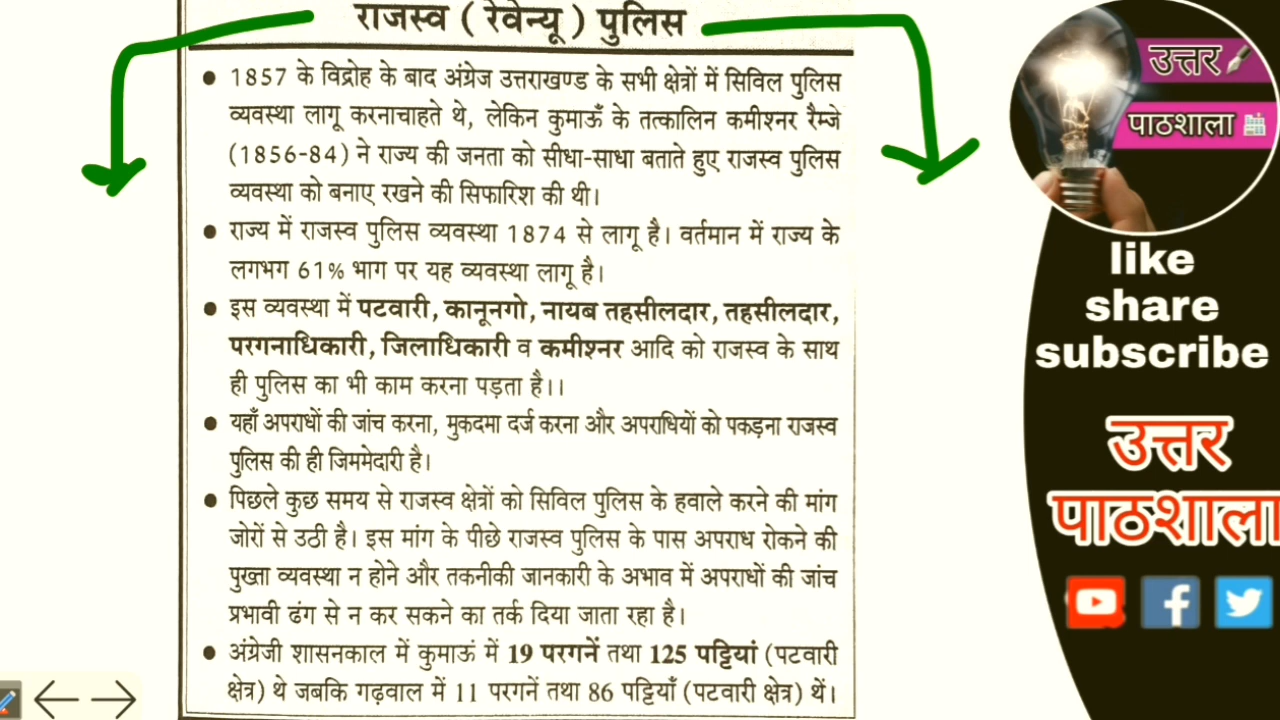 राजस्व ( रेवेन्यू ) पुलिस
● 1857 के विद्रोह के बाद अंग्रेज उत्तराखण्ड के सभी क्षेत्रों में सिविल पुलिस
व्यवस्था लागू करनाचाहते थे, लेकिन कुमाऊँ के तत्कालिन कमीश्नर रैम्जे
(1856-84) ने राज्य की जनता को सीधा-साधा बताते हुए राजस्व पुलिस
व्यवस्था को बनाए रखने की सिफारिश की थी।
● राज्य में राजस्व पुलिस व्यवस्था 1874 से लागू है। वर्तमान में राज्य के
लगभग 61% भाग पर यह व्यवस्था लागू है।
● इस व्यवस्था में पटवारी, कानूनगो, नायब तहसीलदार, तहसीलदार,
परगनाधिकारी, जिलाधिकारी व कमीश्नर आदि को राजस्व के साथ
ही पुलिस का भी काम करना पड़ता है।।
● यहाँ अपराधों की जांच करना, मुकदमा दर्ज करना और अपराधियों को पकड़ना राजस्व
पुलिस की ही जिममेदारी है।
● पिछले कुछ समय से राजस्व क्षेत्रों को सिविल पुलिस के हवाले करने की मांग
जोरों से उठी है। इस मांग के पीछे राजस्व पुलिस के पास अपराध रोकने की
पुख्ता व्यवस्था न होने और तकनीकी जानकारी के अभाव में अपराधों की जांच
प्रभावी ढंग से न कर सकने का तर्क दिया जाता रहा है।
● अंग्रेजी शासनकाल में कुमाऊं में 19 परगनें तथा 125 पट्टियां (पटवारी
क्षेत्र) थे जबकि गढ़वाल में 11 परगनें तथा 86 पट्टियाँ (पटवारी क्षेत्र) थें।
उत्तर
पाठशाला
like
share
subscribe
उत्तर
पाठशाला